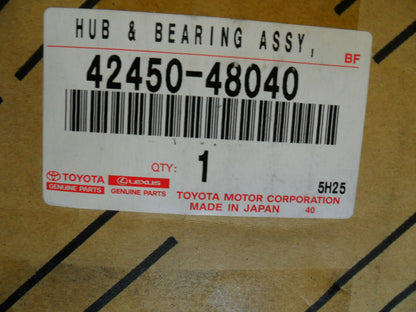 HUB & BEARING ASSY,
BF
42450-48040
QTY: 1
TOYOTA LEXUS
GENUINE PARTS GENUINE PARTS
5H25
TOYOTA MOTOR CORPORATION
MADE IN JAPAN 40